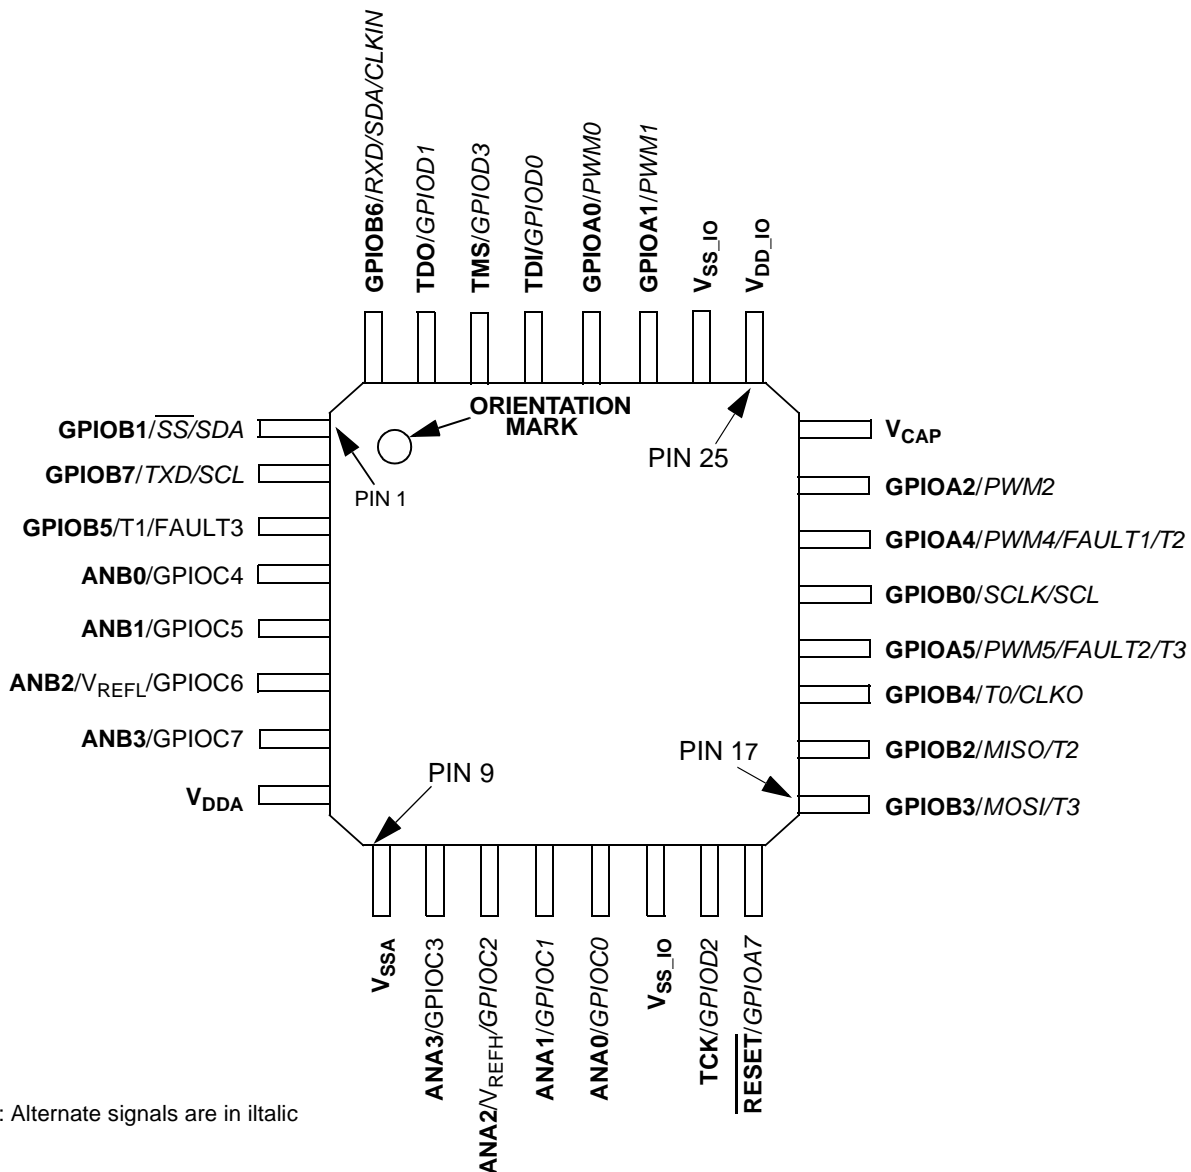 GPIOB6/RXD/SDA/CLKIN
TDO/GPIOD1
TMS/GPIOD3
TDI/GPIOD0
GPIOA0/PWM0
GPIOA1/PWM1
VSS_IO
VDD_IO
ORIENTATION
MARK
PIN 25
PIN 1
GPIOB1/S̅S̅/SDA
GPIOB7/TXD/SCL
GPIOB5/T1/FAULT3
ANB0/GPIOC4
ANB1/GPIOC5
ANB2/VREFL/GPIOC6
ANB3/GPIOC7
VDDA
VCAP
GPIOA2/PWM2
GPIOA4/PWM4/FAULT1/T2
GPIOB0/SCLK/SCL
GPIOA5/PWM5/FAULT2/T3
GPIOB4/T0/CLKO
GPIOB2/MISO/T2
GPIOB3/MOSI/T3
PIN 17
PIN 9
VSSA
ANA3/GPIOC3
ANA2/VREFH/GPIOC2
ANA1/GPIOC1
ANA0/GPIOC0
VSS_IO
TCK/GPIOD2
R̅E̅S̅E̅T̅/GPIOA7
: Alternate signals are in iltalic